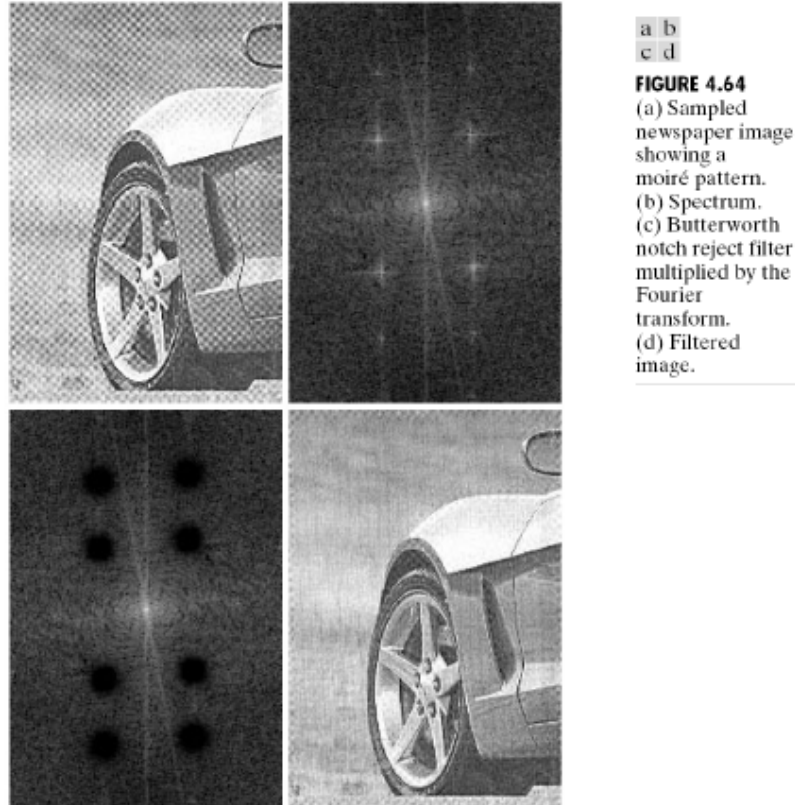 a b
c d
FIGURE 4.64
(a) Sampled
newspaper image
showing a
moiré pattern.
(b) Spectrum.
(c) Butterworth
notch reject filter
multiplied by the
Fourier
transform.
(d) Filtered
image.